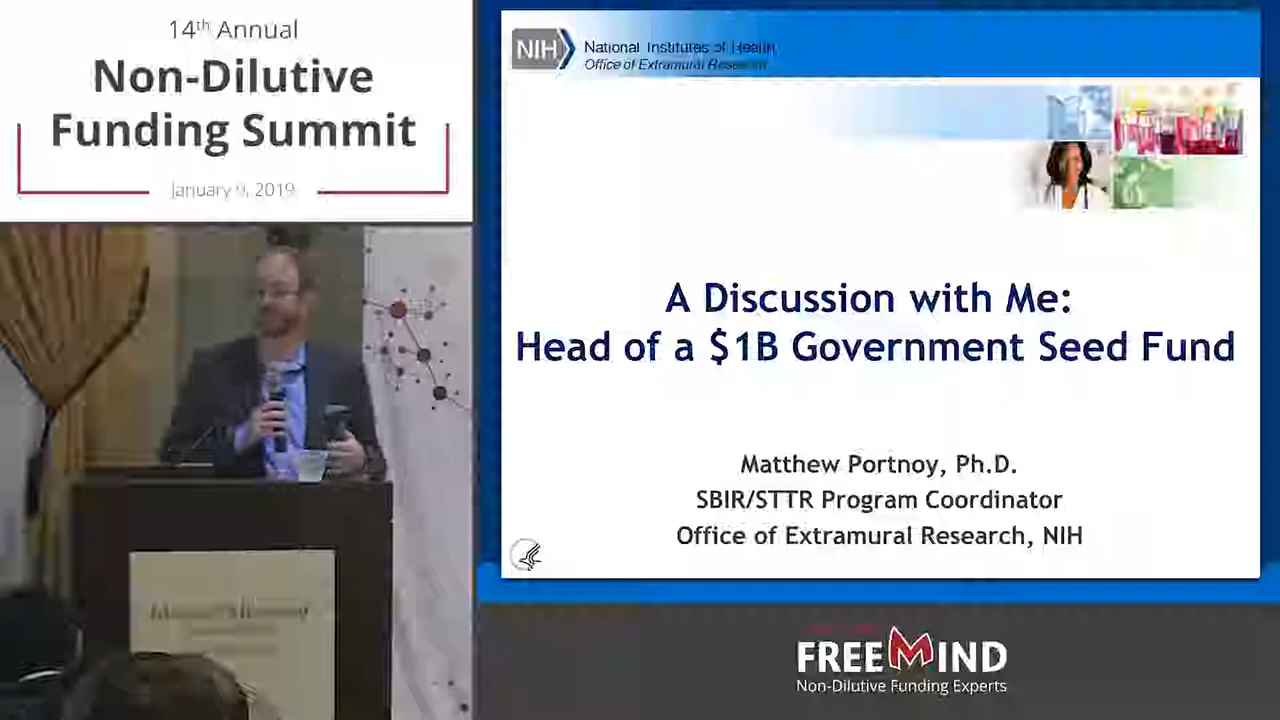 14th Annual
Non-Dilutive
Funding Summit
January 9, 2019
NIH
National Institutes of Health
Office of Extramural Research
A Discussion with Me:
Head of a $1B Government Seed Fund
Matthew Portnoy, Ph.D.
SBIR/STTR Program Coordinator
Office of Extramural Research, NIH
FREEMIND
Non-Dilutive Funding Experts